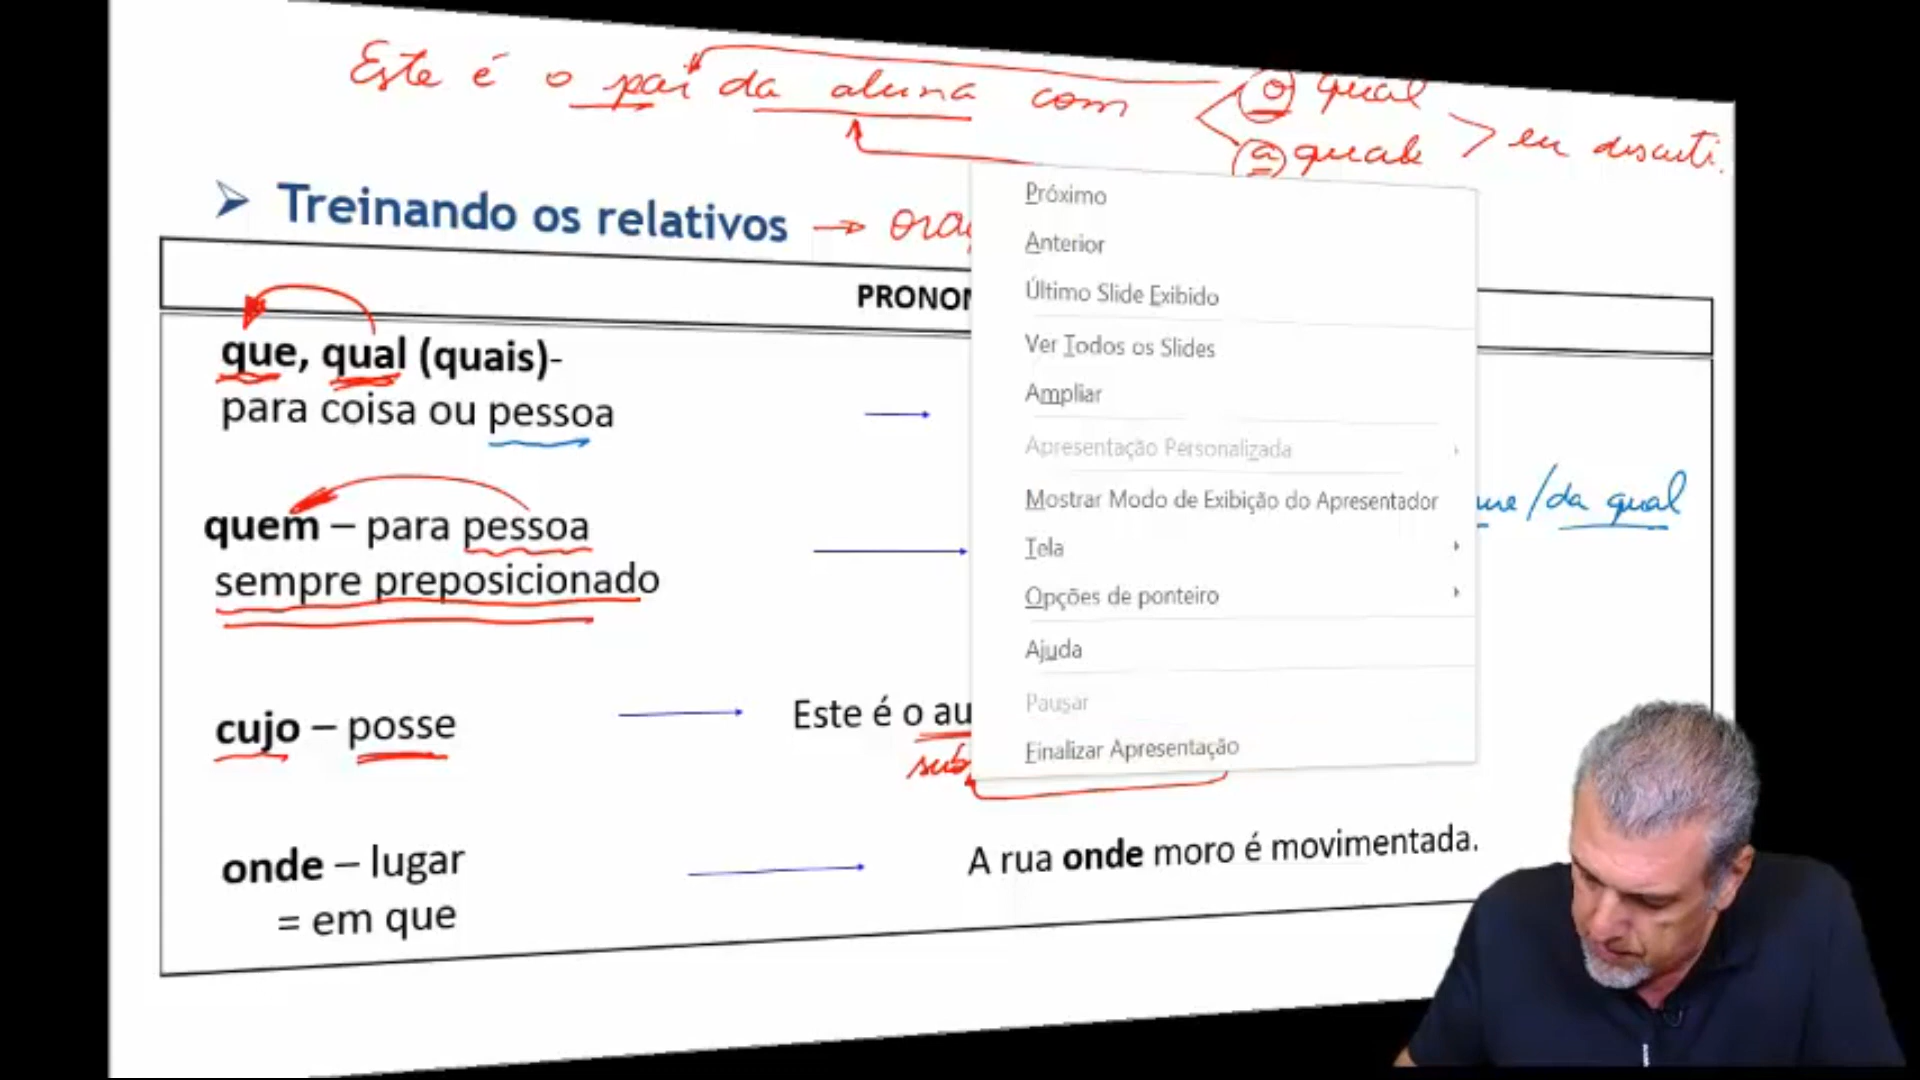 Este é o pai da aluna com o qual
a qual > eu discuti.
➢ Treinando os relativos → ora
PRONO
que, qual (quais)-
para coisa ou pessoa
quem – para pessoa
sempre preposicionado
/da qual
cujo – posse
Este é o au
sub
onde – lugar
= em que
A rua onde moro é movimentada.
Próximo
Anterior
Último Slide Exibido
Ver Todos os Slides
Ampliar
Apresentação Personalizada
Mostrar Modo de Exibição do Apresentador
Tela
Opções de ponteiro
Ajuda
Pausar
Finalizar Apresentação